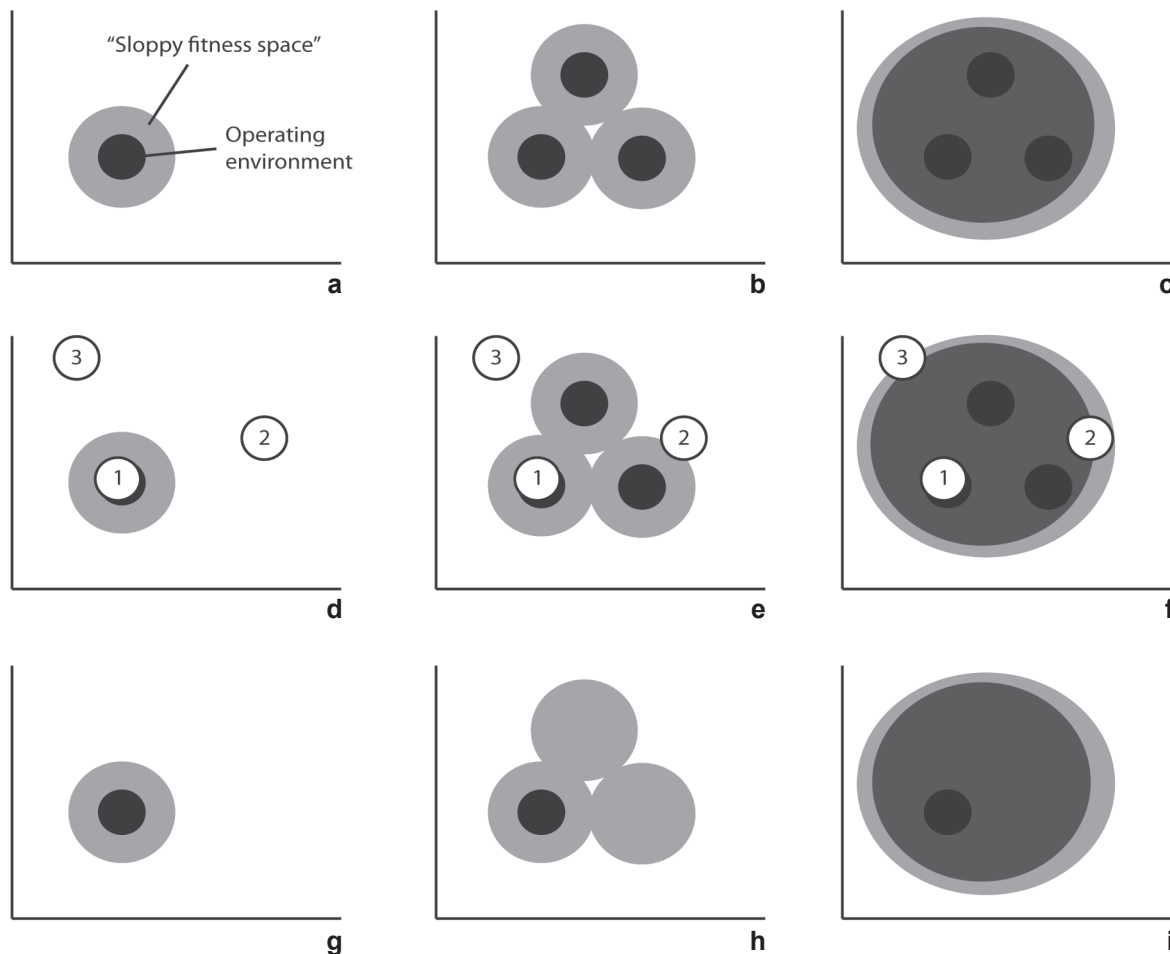 “Sloppy fitness space”
Operating
environment
a
b
c
3
2
1
d
3
2
1
e
3
2
1
f
g
h
i